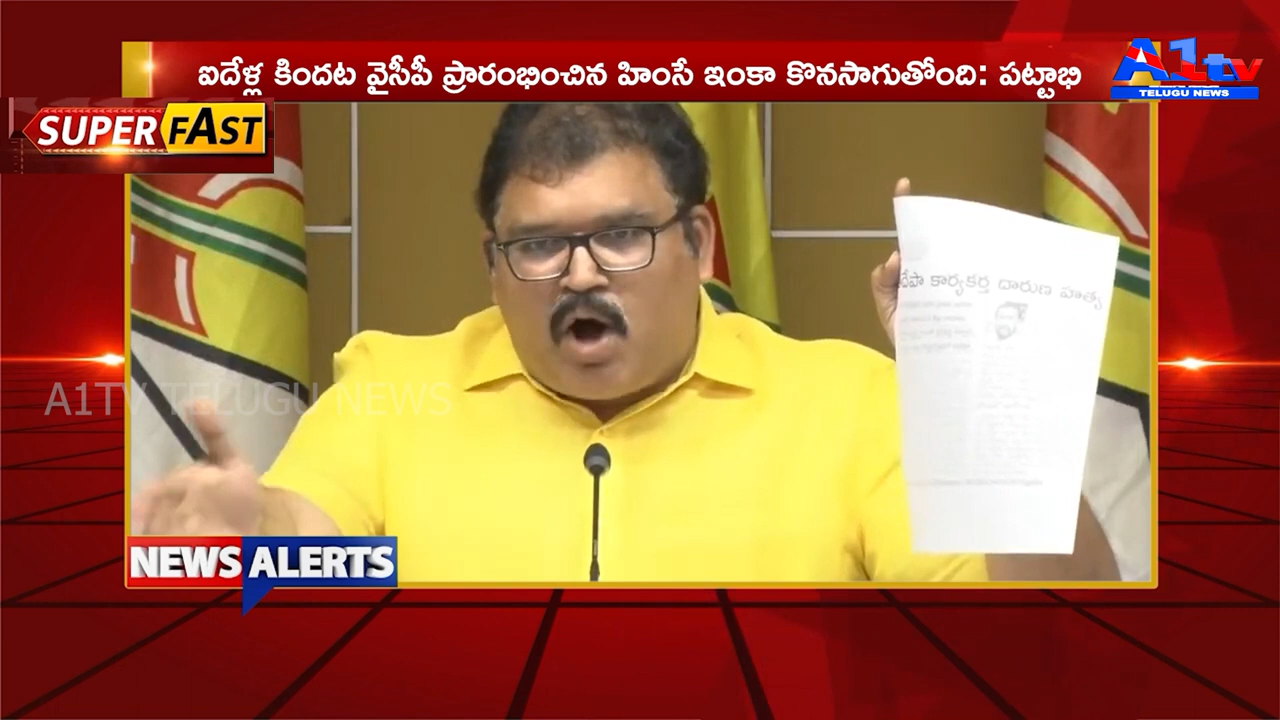 ఐదేళ్ల కిందట వైసీపీ ప్రారంభించిన హింసే ఇంకా కొనసాగుతోంది: పట్టాభి
A1tv
TELUGU NEWS
SUPER FAST
దేపా కార్యకర్త దారుణ హత్య
A1TV TELUGU NEWS
NEWS ALERTS